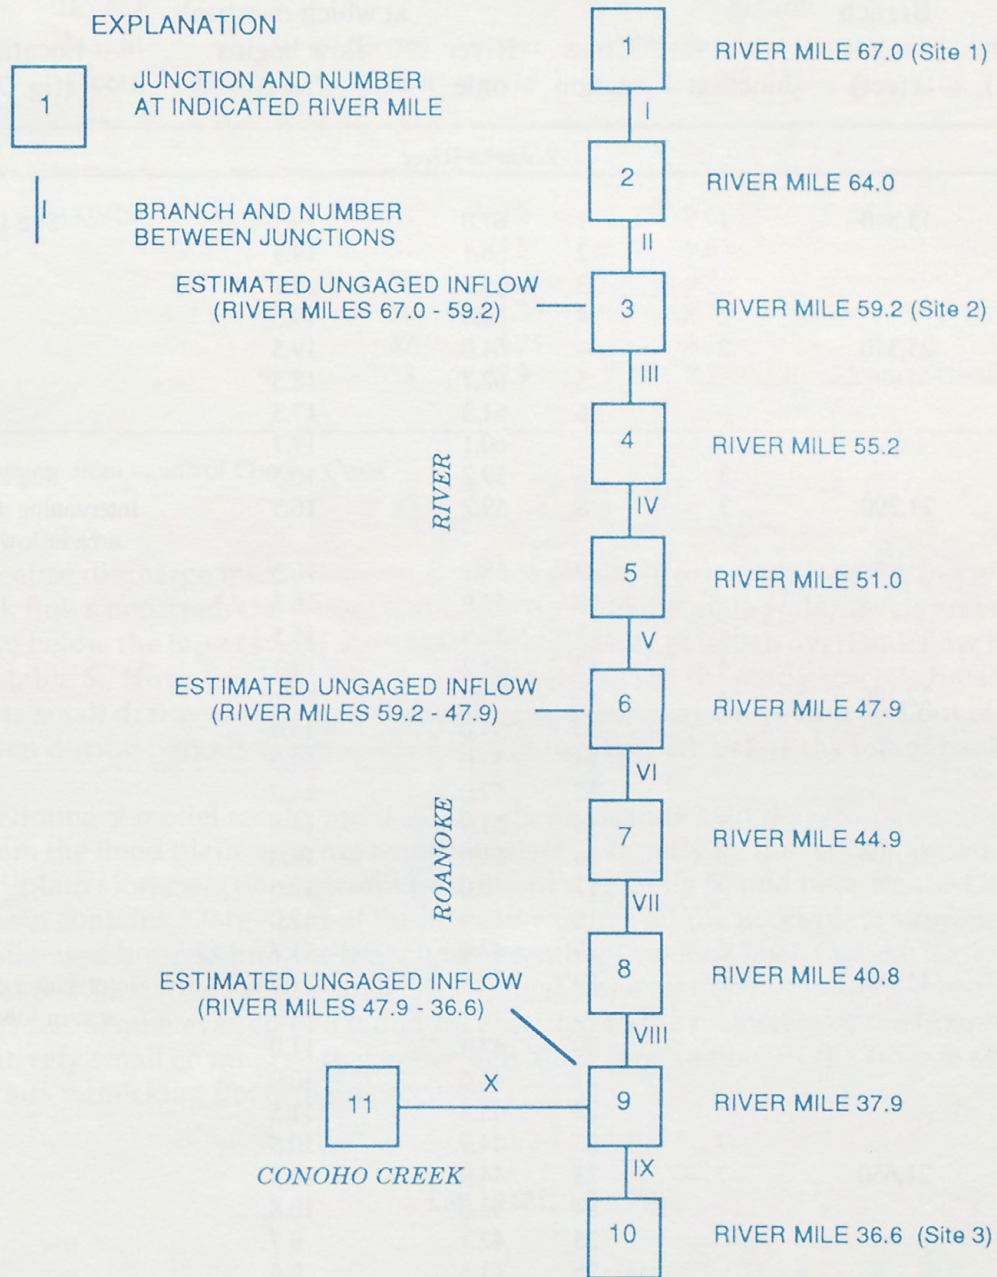 EXPLANATION
1
JUNCTION AND NUMBER
AT INDICATED RIVER MILE
I
BRANCH AND NUMBER
BETWEEN JUNCTIONS
1
RIVER MILE 67.0 (Site 1)
I
2
RIVER MILE 64.0
II
ESTIMATED UNGAGED INFLOW
(RIVER MILES 67.0 - 59.2)
3
RIVER MILE 59.2 (Site 2)
III
4
RIVER MILE 55.2
RIVER
IV
5
RIVER MILE 51.0
V
ESTIMATED UNGAGED INFLOW
(RIVER MILES 59.2 - 47.9)
6
RIVER MILE 47.9
VI
7
RIVER MILE 44.9
ROANOKE
VII
8
RIVER MILE 40.8
ESTIMATED UNGAGED INFLOW
(RIVER MILES 47.9 - 36.6)
VIII
11
X
9
RIVER MILE 37.9
CONOHO CREEK
IX
10
RIVER MILE 36.6 (Site 3)